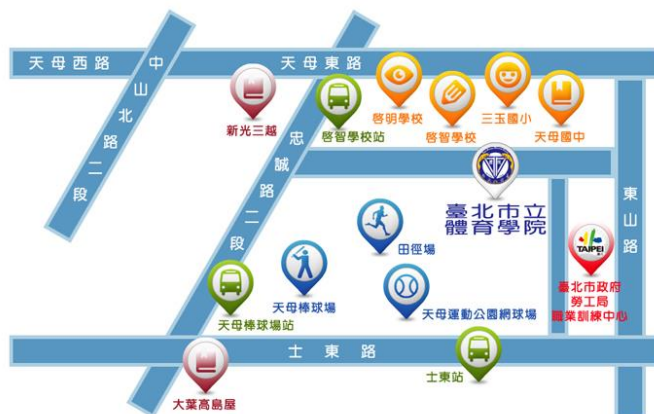 天母西路
天母東路
中山北路二段
新光三越
啓智學校站
啓明學校
啓智學校
三玉國小
天母國中
忠誠路二段
臺北市立
體育學院
東山路
田徑場
TAIPEI
臺北市政府
勞工局
職業訓練中心
天母棒球場
天母棒球場站
天母運動公園網球場
士東路
士東站
大葉高島屋